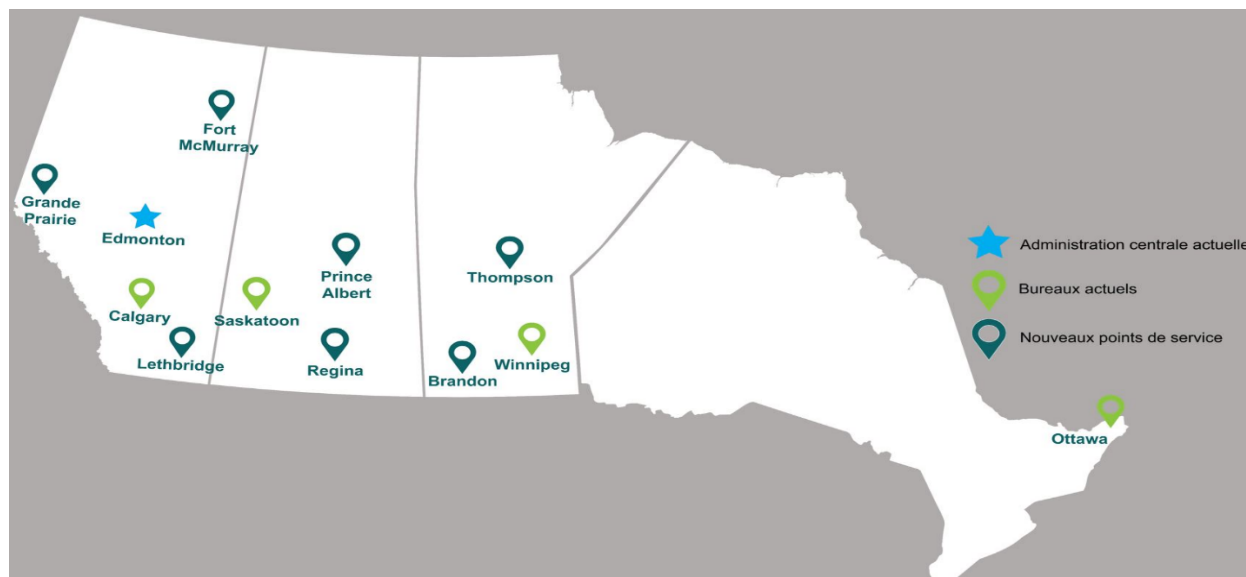 Fort
McMurray
Grande
Prairie
Edmonton
Prince
Albert
Thompson
Calgary
Saskatoon
Lethbridge
Regina
Brandon
Winnipeg
Ottawa
Administration centrale actuelle
Bureaux actuels
Nouveaux points de service